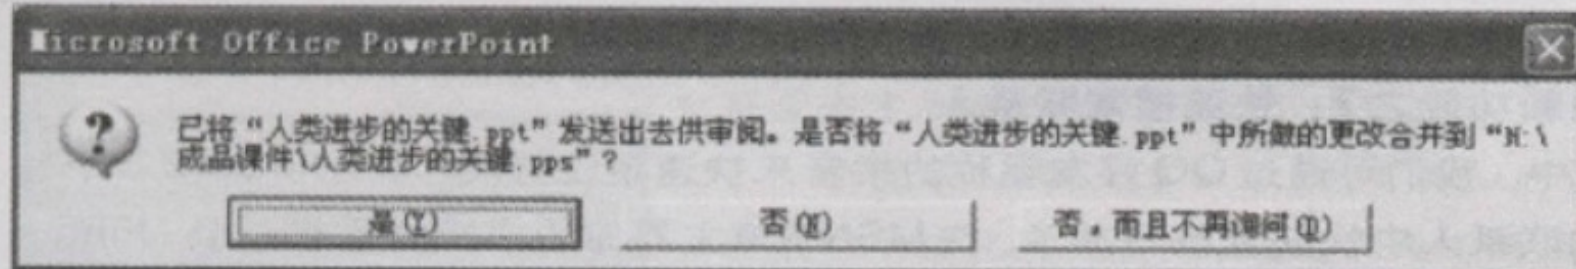 Microsoft Office PowerPoint
已将“人类进步的关键.ppt”发送出去供审阅。是否将“人类进步的关键.ppt”中所做的更改合并到“N:\
成品课件\人类进步的关键.pps”?
是(Y) 否(N) 否，而且不再询问(D)